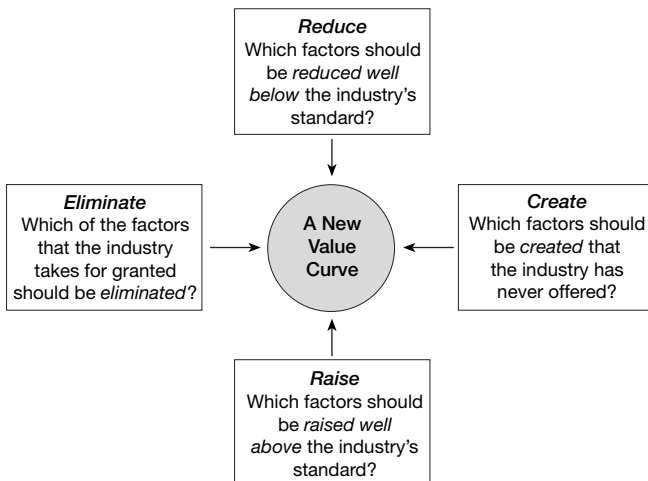 Reduce
Which factors should
be reduced well
below the industry’s
standard?
Eliminate
Which of the factors
that the industry
takes for granted
should be eliminated?
A New
Value
Curve
Create
Which factors should
be created that
the industry has
never offered?
Raise
Which factors should
be raised well
above the industry’s
standard?